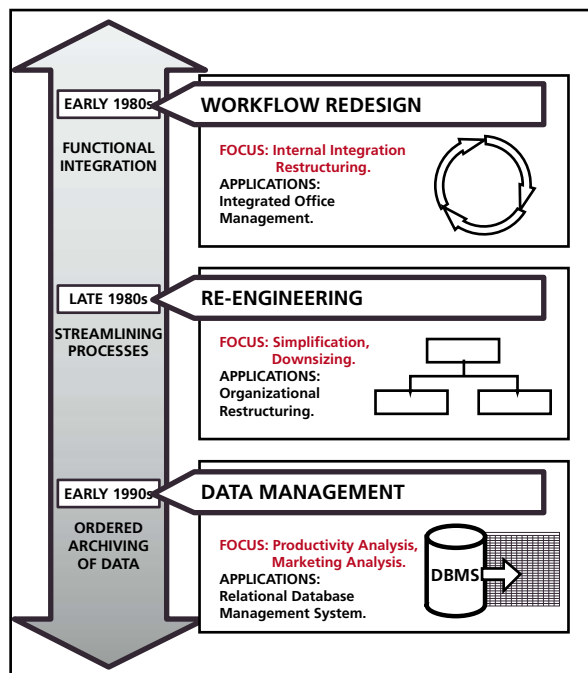 EARLY 1980s
WORKFLOW REDESIGN
FUNCTIONAL
INTEGRATION
FOCUS: Internal Integration
Restructuring.
APPLICATIONS:
Integrated Office
Management.
LATE 1980s
RE-ENGINEERING
STREAMLINING
PROCESSES
FOCUS: Simplification,
Downsizing.
APPLICATIONS:
Organizational
Restructuring.
EARLY 1990s
DATA MANAGEMENT
ORDERED
ARCHIVING
OF DATA
FOCUS: Productivity Analysis,
Marketing Analysis.
APPLICATIONS:
Relational Database
Management System.
DBMS